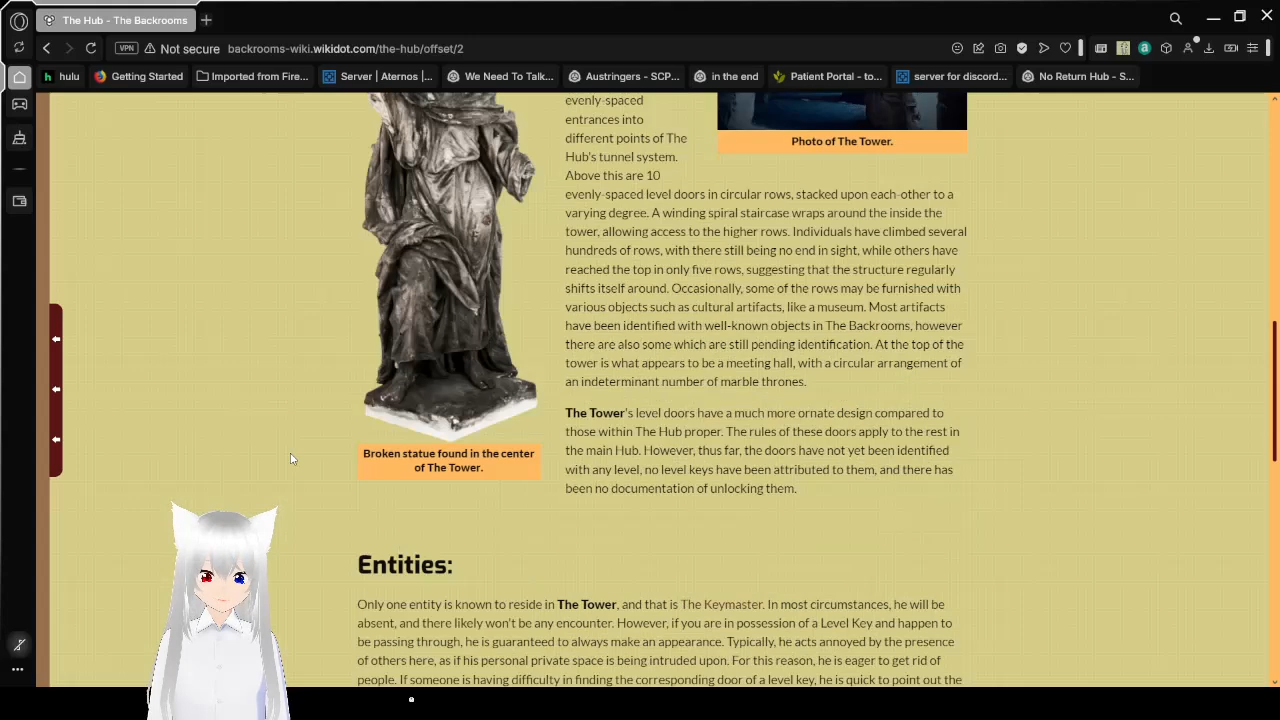 The Hub - The Backrooms
VPN
Not secure
backrooms-wiki.wikidot.com/the-hub/offset/2
hulu
Getting Started
Imported from Fire...
Server | Aternos |...
We Need To Talk...
Austringers - SCP...
in the end
Patient Portal - to...
server for discord...
No Return Hub - S...
evenly-spaced
entrances into
different points of The
Hub's tunnel system.
Above this are 10
Photo of The Tower.
evenly-spaced level doors in circular rows, stacked upon each-other to a
varying degree. A winding spiral staircase wraps around the inside the
tower, allowing access to the higher rows. Individuals have climbed several
hundreds of rows, with there still being no end in sight, while others have
reached the top in only five rows, suggesting that the structure regularly
shifts itself around. Occasionally, some of the rows may be furnished with
various objects such as cultural artifacts, like a museum. Most artifacts
have been identified with well-known objects in The Backrooms, however
there are also some which are still pending identification. At the top of the
tower is what appears to be a meeting hall, with a circular arrangement of
an indeterminant number of marble thrones.
The Tower's level doors have a much more ornate design compared to
those within The Hub proper. The rules of these doors apply to the rest in
the main Hub. However, thus far, the doors have not yet been identified
with any level, no level keys have been attributed to them, and there has
been no documentation of unlocking them.
Broken statue found in the center
of The Tower.
Entities:
Only one entity is known to reside in The Tower, and that is The Keymaster. In most circumstances, he will be
absent, and there likely won't be any encounter. However, if you are in possession of a Level Key and happen to
be passing through, he is guaranteed to always make an appearance. Typically, he acts annoyed by the presence
of others here, as if his personal private space is being intruded upon. For this reason, he is eager to get rid of
people. If someone is having difficulty in finding the corresponding door of a level key, he is quick to point out the